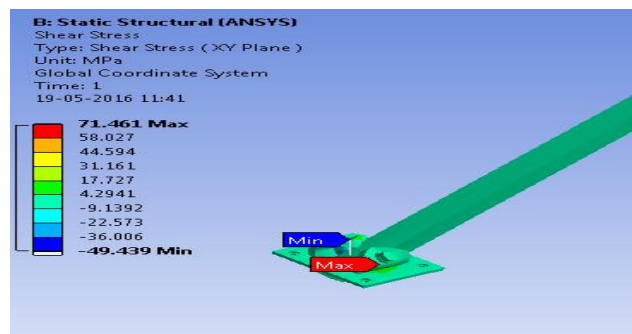 B: Static Structural (ANSYS)
Shear Stress
Type: Shear Stress ( XY Plane )
Unit: MPa
Global Coordinate System
Time: 1
19-05-2016 11:41
71.461 Max
58.027
44.594
31.161
17.727
4.2941
-9.1392
-22.573
-36.006
-49.439 Min
Min
Max